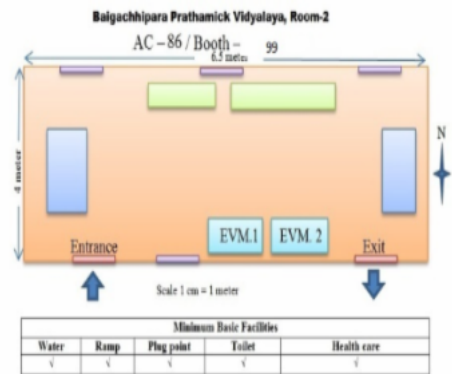 Baigachhipara Prathamick Vidyalaya, Room-2
AC – 86 / Booth – 99
6.5 meter
4 meter
N
EVM.1 EVM. 2
Entrance Exit
Scale 1 cm = 1 meter
Minimum Basic Facilities
Water Ramp Plug point Toilet Health care
√ √ √ √ √